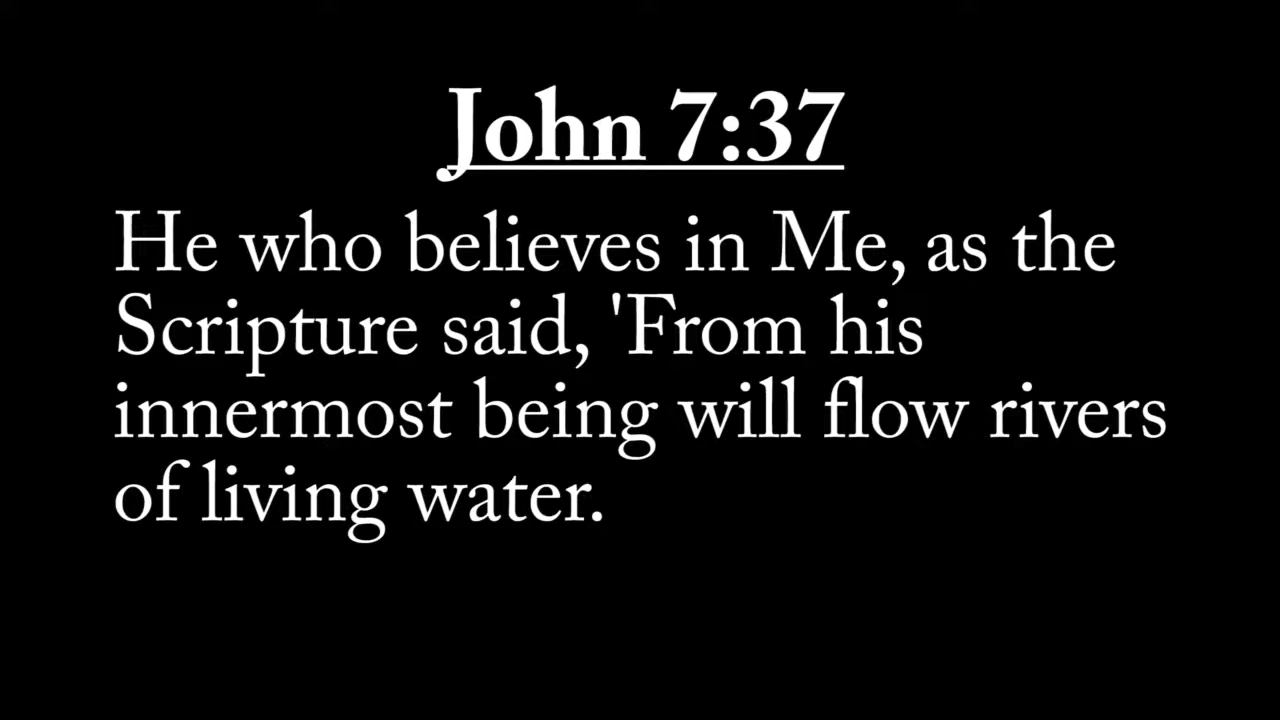 John 7:37
He who believes in Me, as the
Scripture said, 'From his
innermost being will flow rivers
of living water.